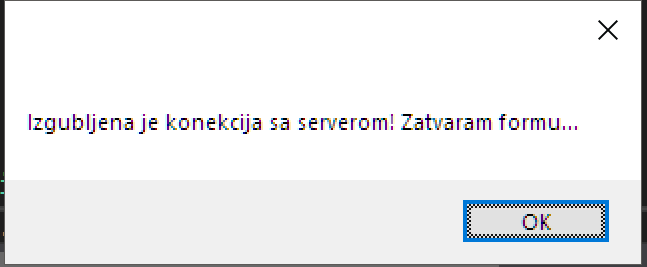 Izgubljena je konekcija sa serverom! Zatvaram formu...
OK